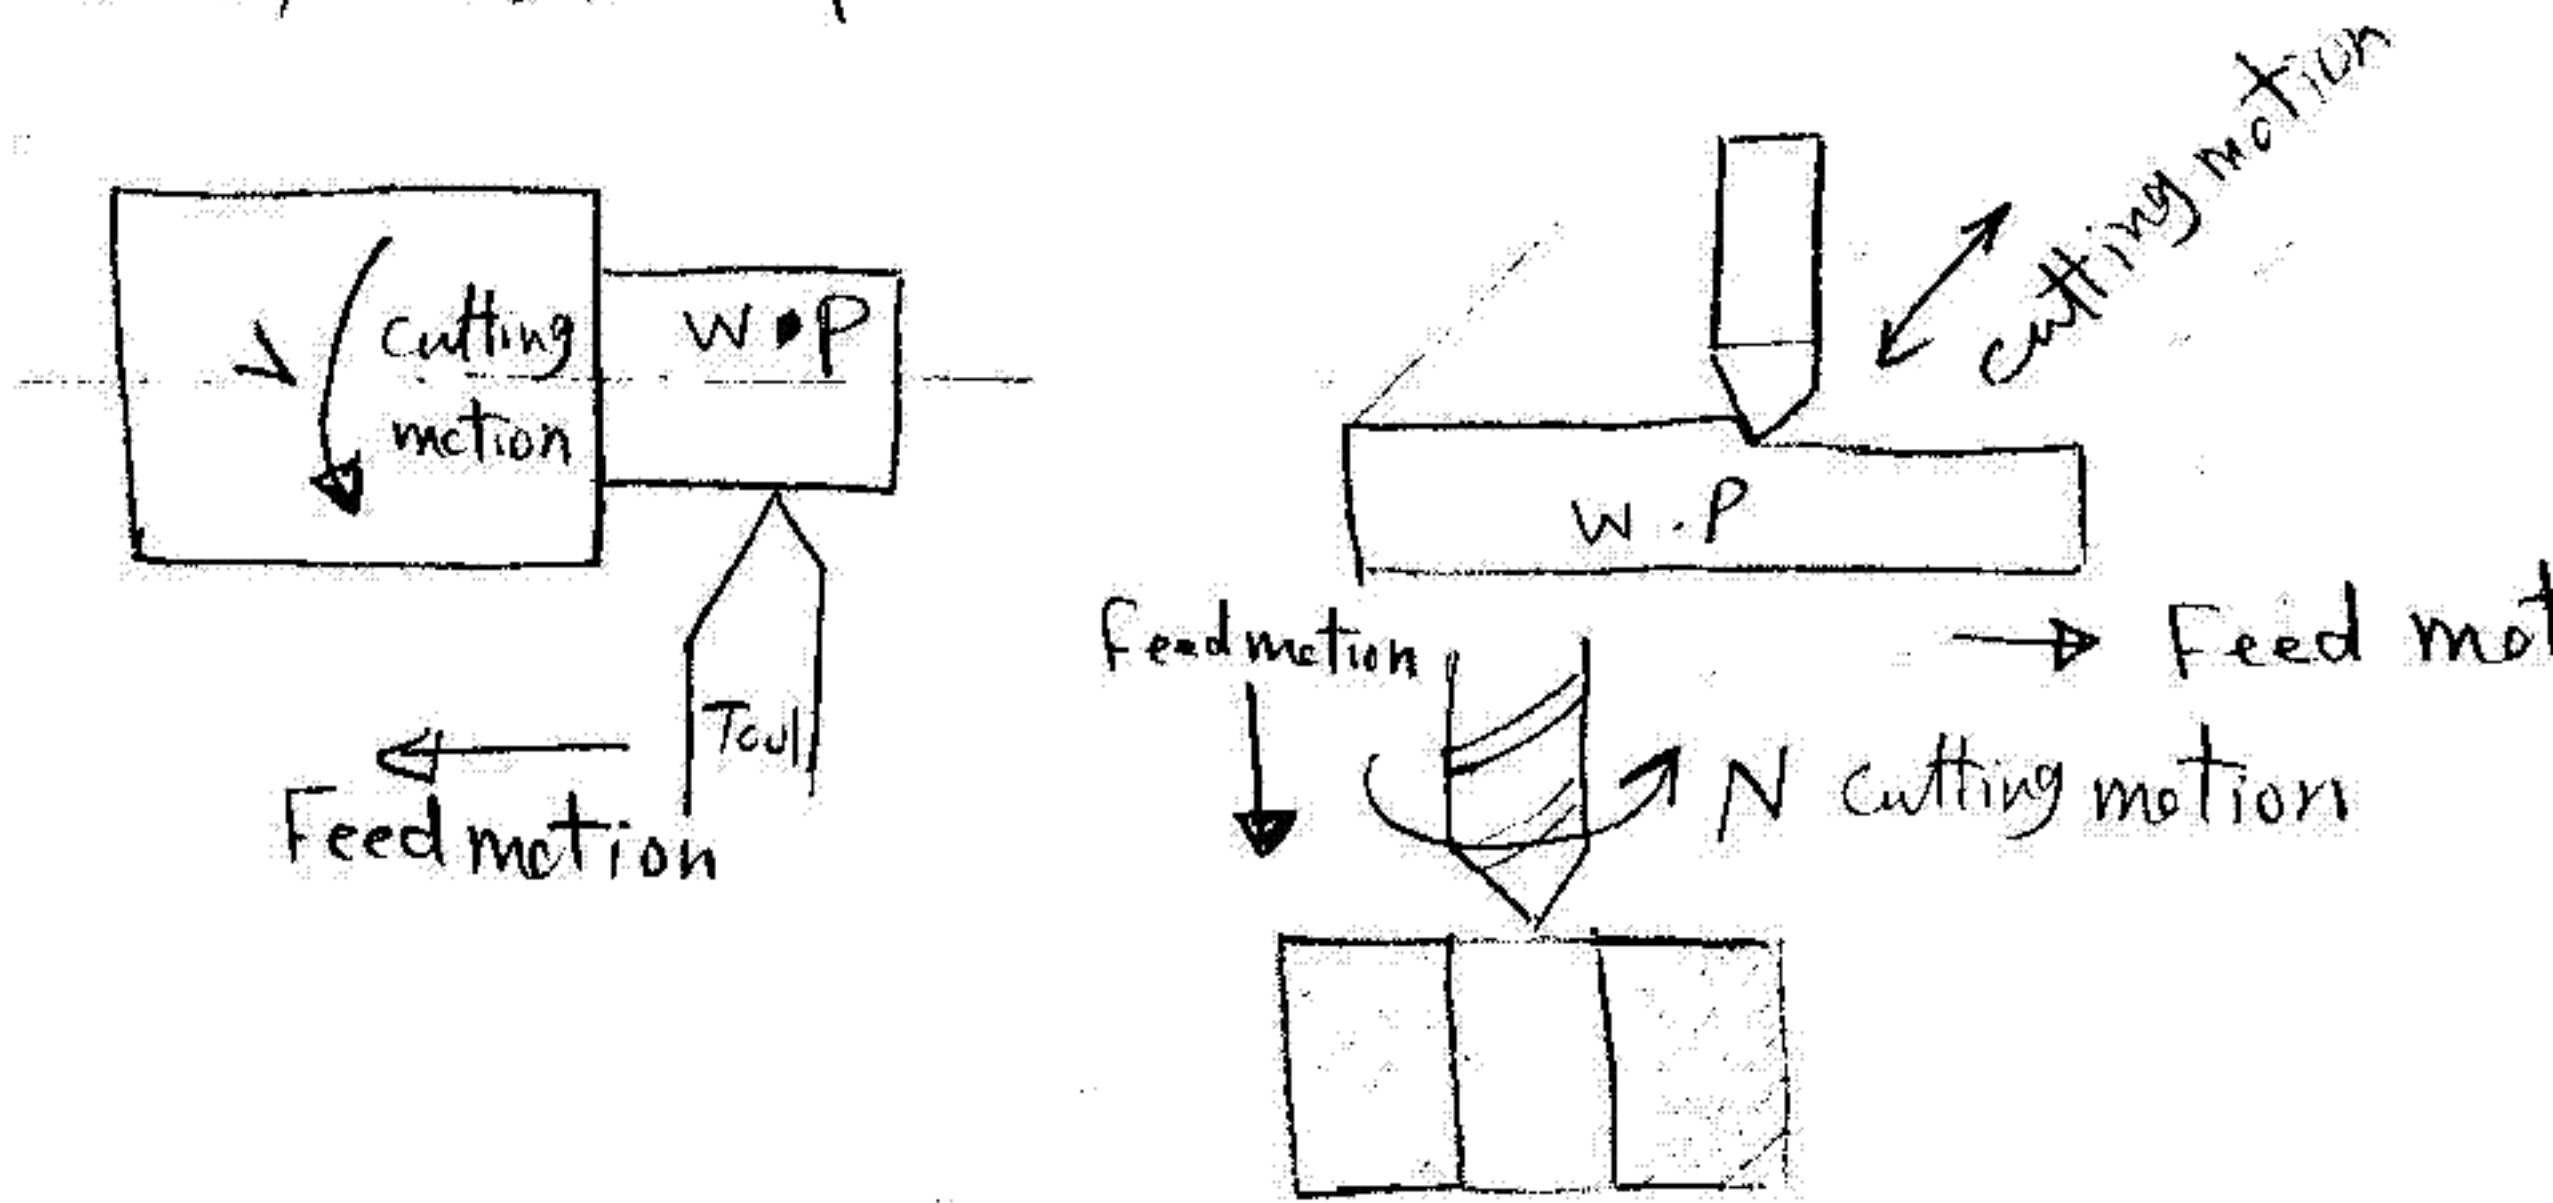 V
cutting
motion
W.P
Tool
Feed motion
cutting motion
W.P
Feed mot
Feed motion
N cutting motion